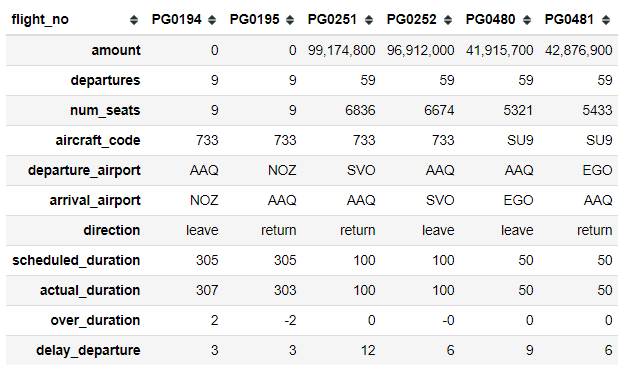 flight_no PG0194 PG0195 PG0251 PG0252 PG0480 PG0481
amount 0 0 99,174,800 96,912,000 41,915,700 42,876,900
departures 9 9 59 59 59 59
num_seats 9 9 6836 6674 5321 5433
aircraft_code 733 733 733 733 SU9 SU9
departure_airport AAQ NOZ SVO AAQ AAQ EGO
arrival_airport NOZ AAQ AAQ SVO EGO AAQ
direction leave return return leave leave return
scheduled_duration 305 305 100 100 50 50
actual_duration 307 303 100 100 50 50
over_duration 2 -2 0 -0 0 0
delay_departure 3 3 12 6 9 6